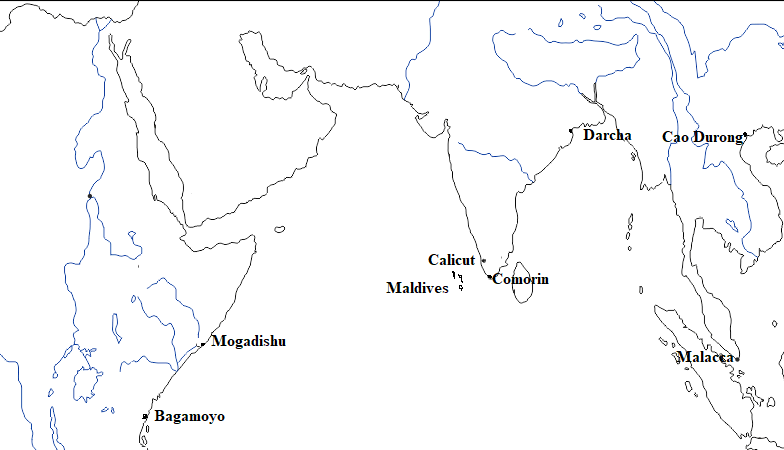 Darcha
Cao Durong
Calicut
Comorin
Maldives
Mogadishu
Malacca
Bagamoyo